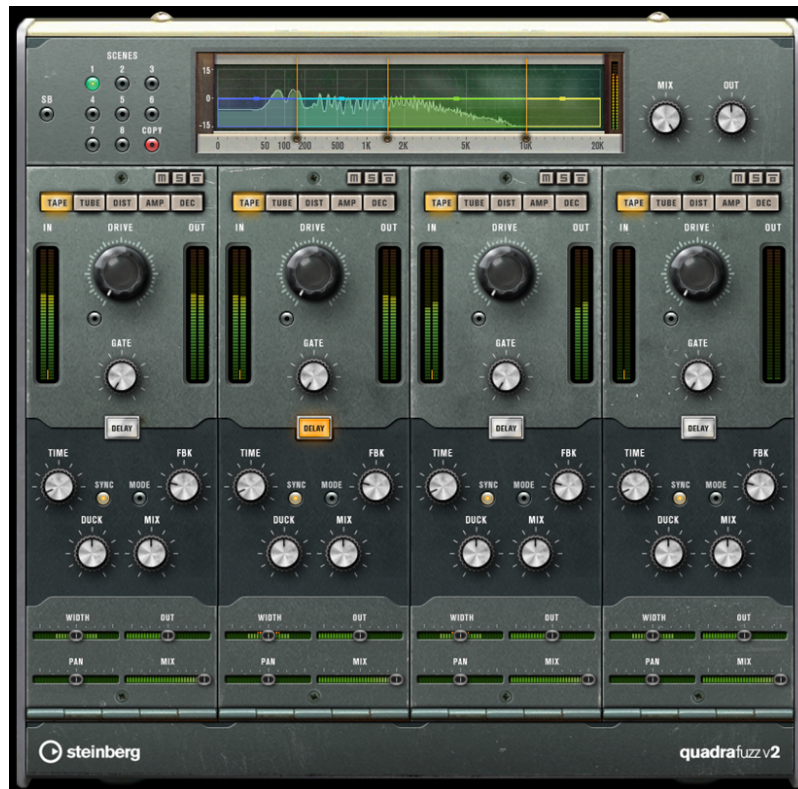 SCENES
1 2 3
SB
4 5 6
7 8 COPY
15
0
-15
0 50 100 200 500 1K 2K 5K 10K 20K
MIX OUT
M S
TAPE TUBE DIST AMP DEC
IN DRIVE OUT
GATE
DELAY
TIME FBK
SYNC MODE
DUCK MIX
WIDTH OUT
PAN MIX
M S
TAPE TUBE DIST AMP DEC
IN DRIVE OUT
GATE
DELAY
TIME FBK
SYNC MODE
DUCK MIX
WIDTH OUT
PAN MIX
M S
TAPE TUBE DIST AMP DEC
IN DRIVE OUT
GATE
DELAY
TIME FBK
SYNC MODE
DUCK MIX
WIDTH OUT
PAN MIX
M S
TAPE TUBE DIST AMP DEC
IN DRIVE OUT
GATE
DELAY
TIME FBK
SYNC MODE
DUCK MIX
WIDTH OUT
PAN MIX
steinberg
quadrafuzz v2